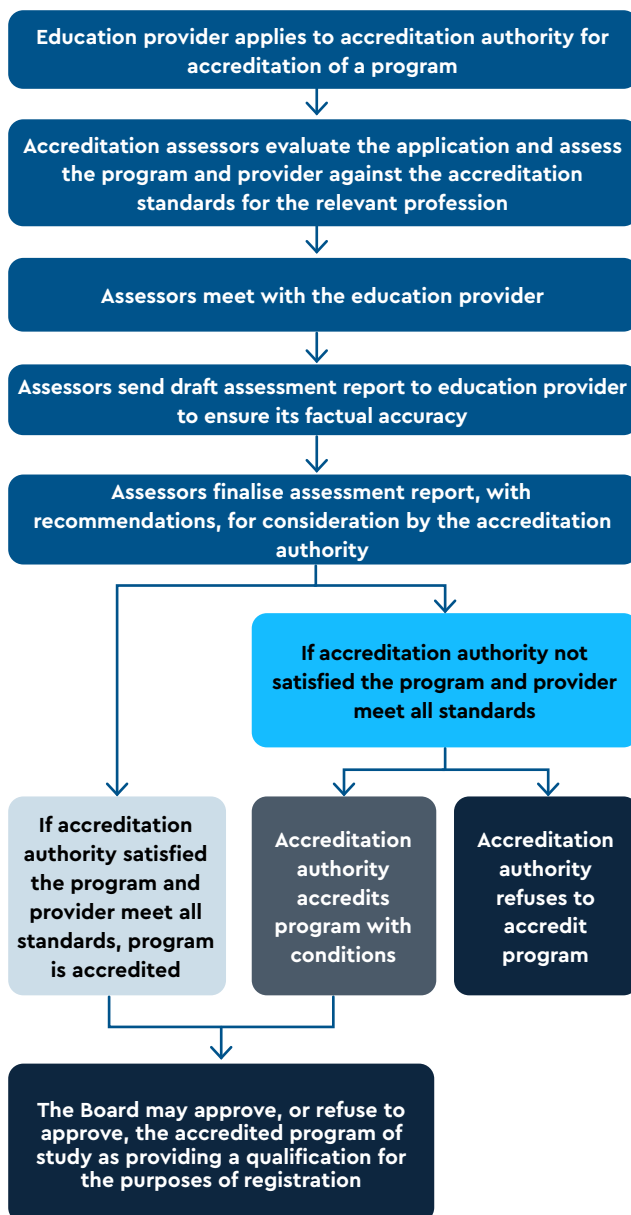 Education provider applies to accreditation authority for
accreditation of a program
Accreditation assessors evaluate the application and assess
the program and provider against the accreditation
standards for the relevant profession
Assessors meet with the education provider
Assessors send draft assessment report to education provider
to ensure its factual accuracy
Assessors finalise assessment report, with
recommendations, for consideration by the accreditation
authority
If accreditation authority not
satisfied the program and provider
meet all standards
If accreditation
authority satisfied
the program and
provider meet all
standards, program
is accredited
Accreditation
authority
accredits
program with
conditions
Accreditation
authority
refuses to
accredit
program
The Board may approve, or refuse to
approve, the accredited program of
study as providing a qualification for
the purposes of registration